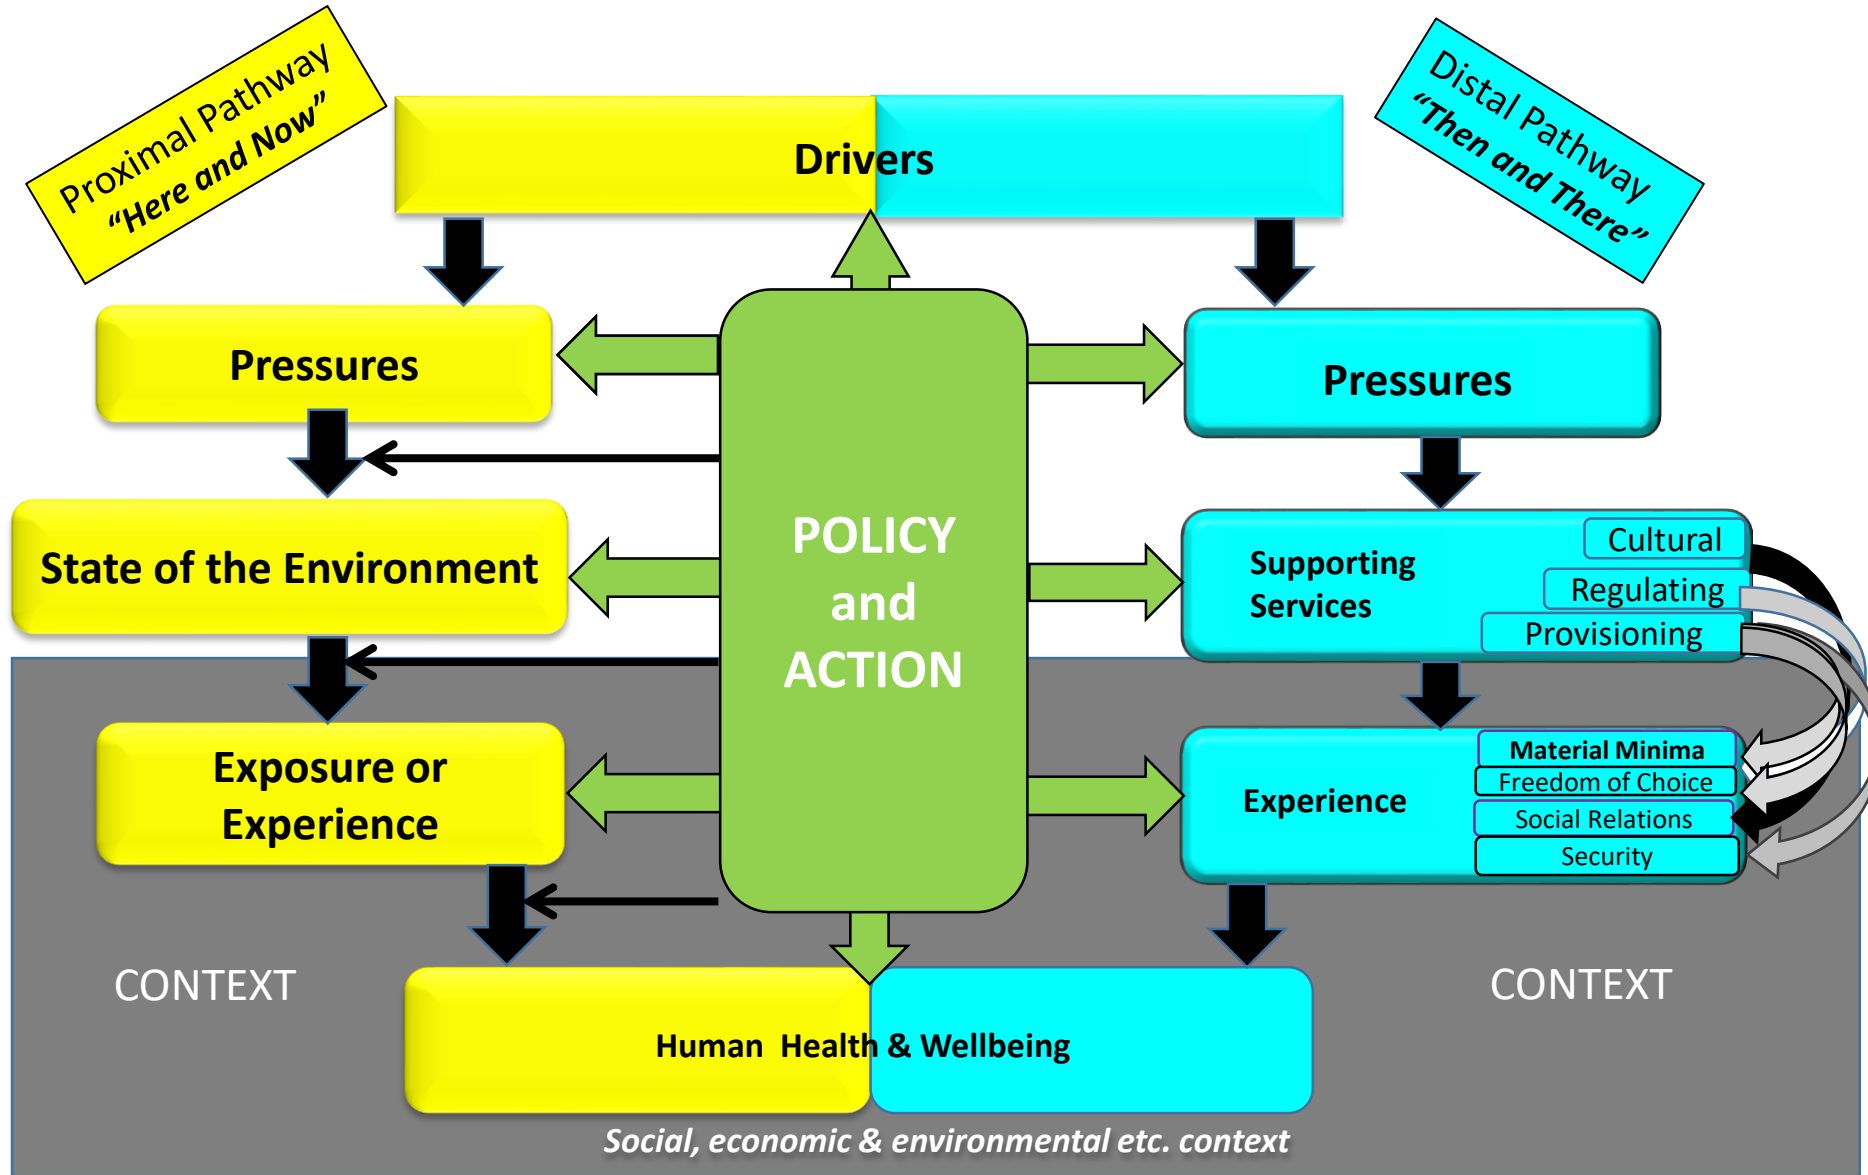 Proximal Pathway
“Here and Now”
Distal Pathway
“Then and There”
Drivers
Pressures
Pressures
State of the Environment
POLICY
and
ACTION
Supporting
Services
Cultural
Regulating
Provisioning
Exposure or
Experience
Experience
Material Minima
Freedom of Choice
Social Relations
Security
CONTEXT
CONTEXT
Human Health & Wellbeing
Social, economic & environmental etc. context